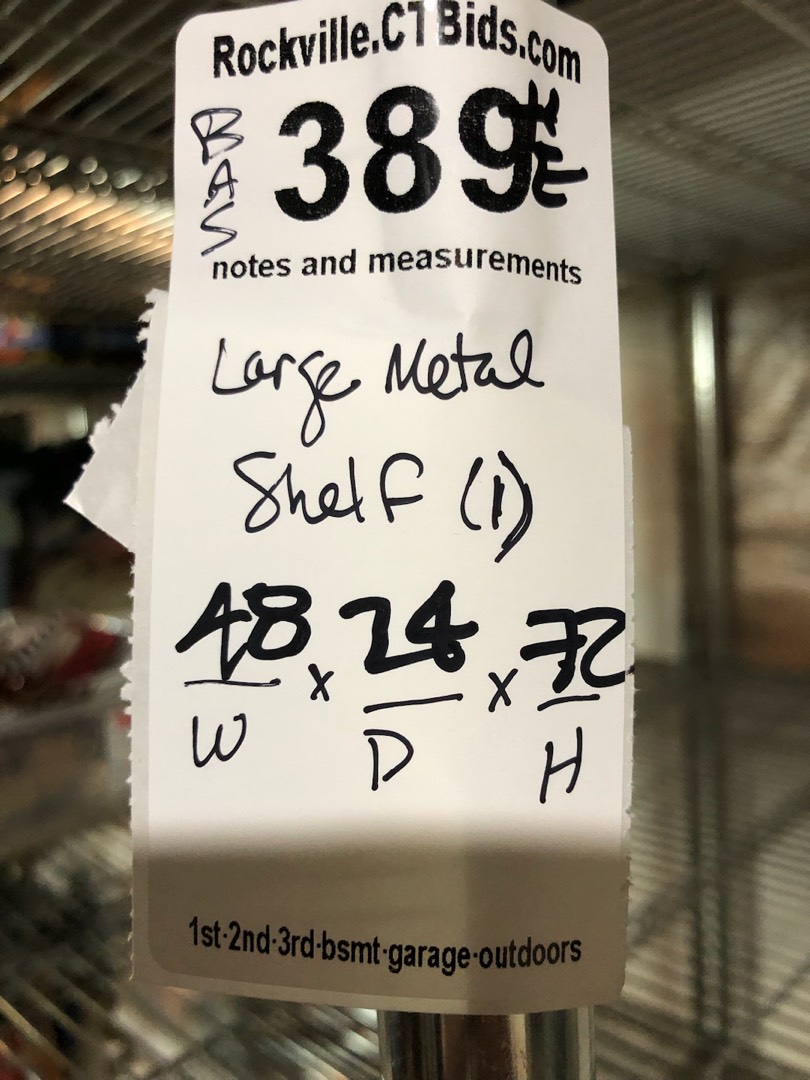 Rockville.CTBids.com
BAS
389 HE
notes and measurements
Large Metal
Shelf (1)
48 x 24 x 72
W D H
1st·2nd·3rd·bsmt·garage·outdoors